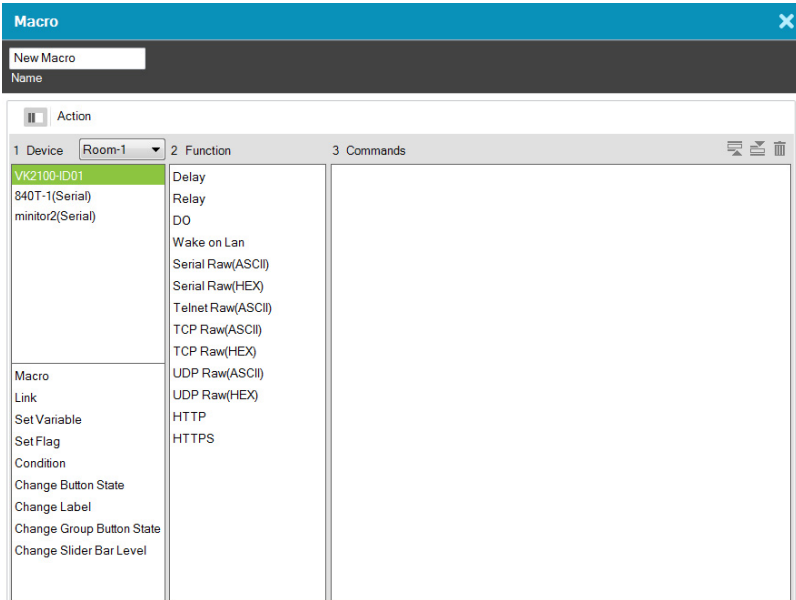 Macro
New Macro
Name
Action
1 Device Room-1 2 Function 3 Commands
VK2100-ID01
840T-1(Serial)
minitor2(Serial)
Macro
Link
Set Variable
Set Flag
Condition
Change Button State
Change Label
Change Group Button State
Change Slider Bar Level
Delay
Relay
DO
Wake on Lan
Serial Raw(ASCII)
Serial Raw(HEX)
Telnet Raw(ASCII)
TCP Raw(ASCII)
TCP Raw(HEX)
UDP Raw(ASCII)
UDP Raw(HEX)
HTTP
HTTPS